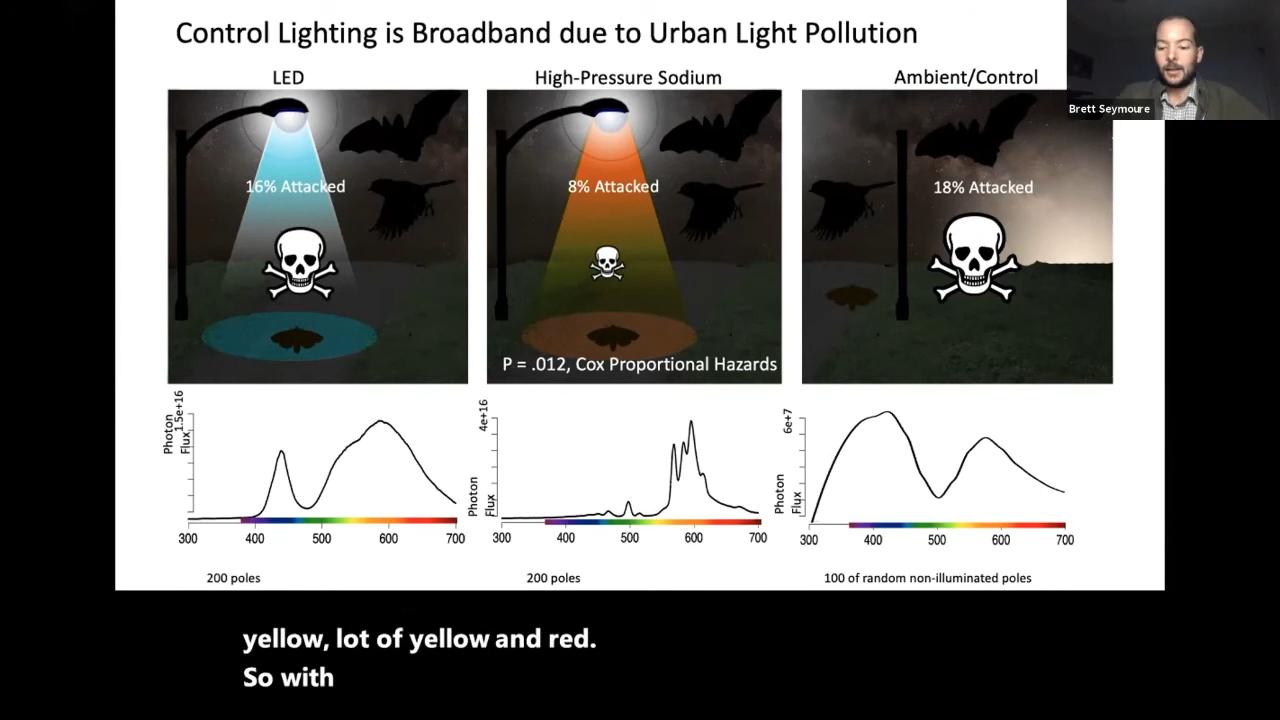 Control Lighting is Broadband due to Urban Light Pollution
Brett Seymoure
LED
High-Pressure Sodium
Ambient/Control
16% Attacked
8% Attacked
18% Attacked
P = .012, Cox Proportional Hazards
Photon
Flux
1.5e+16
300 400 500 600 700
Photon
Flux
4e+16
300 400 500 600 700
Photon
Flux
6e+7
300 400 500 600 700
200 poles
200 poles
100 of random non-illuminated poles
yellow, lot of yellow and red.
So with